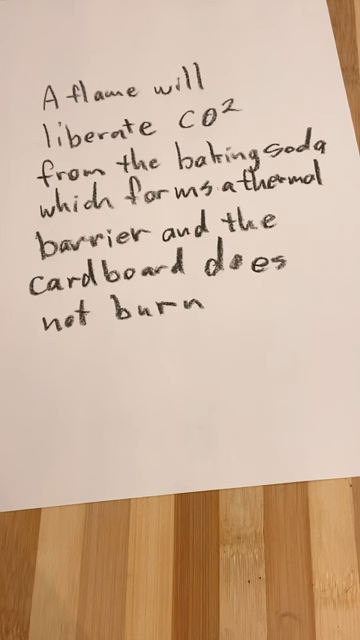 A flame will
liberate CO²
from the baking soda
which forms a thermal
barrier and the
cardboard does
not burn